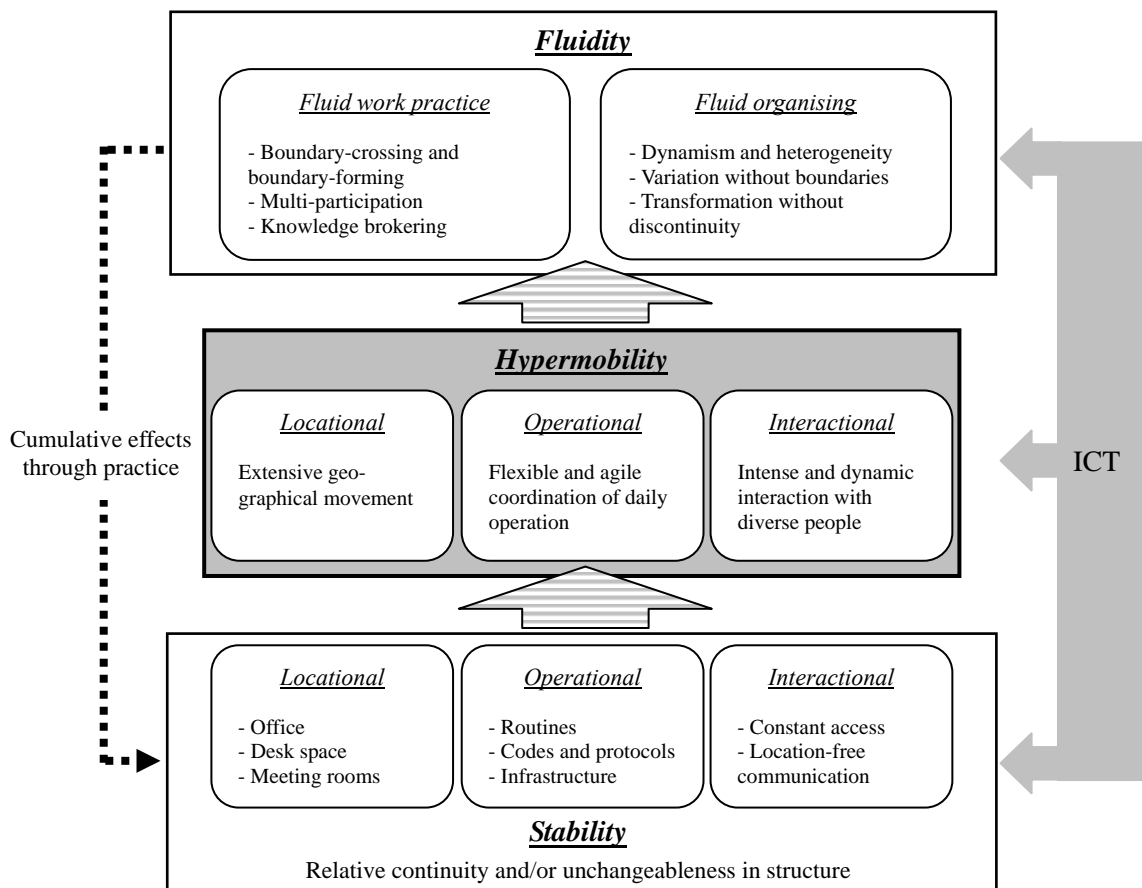 Fluidity
Fluid work practice
- Boundary-crossing and
boundary-forming
- Multi-participation
- Knowledge brokering
Fluid organising
- Dynamism and heterogeneity
- Variation without boundaries
- Transformation without
discontinuity
Hypermobility
Locational
Extensive geo-
graphical movement
Operational
Flexible and agile
coordination of daily
operation
Interactional
Intense and dynamic
interaction with
diverse people
Cumulative effects
through practice
ICT
Locational
- Office
- Desk space
- Meeting rooms
Operational
- Routines
- Codes and protocols
- Infrastructure
Interactional
- Constant access
- Location-free
communication
Stability
Relative continuity and/or unchangeableness in structure